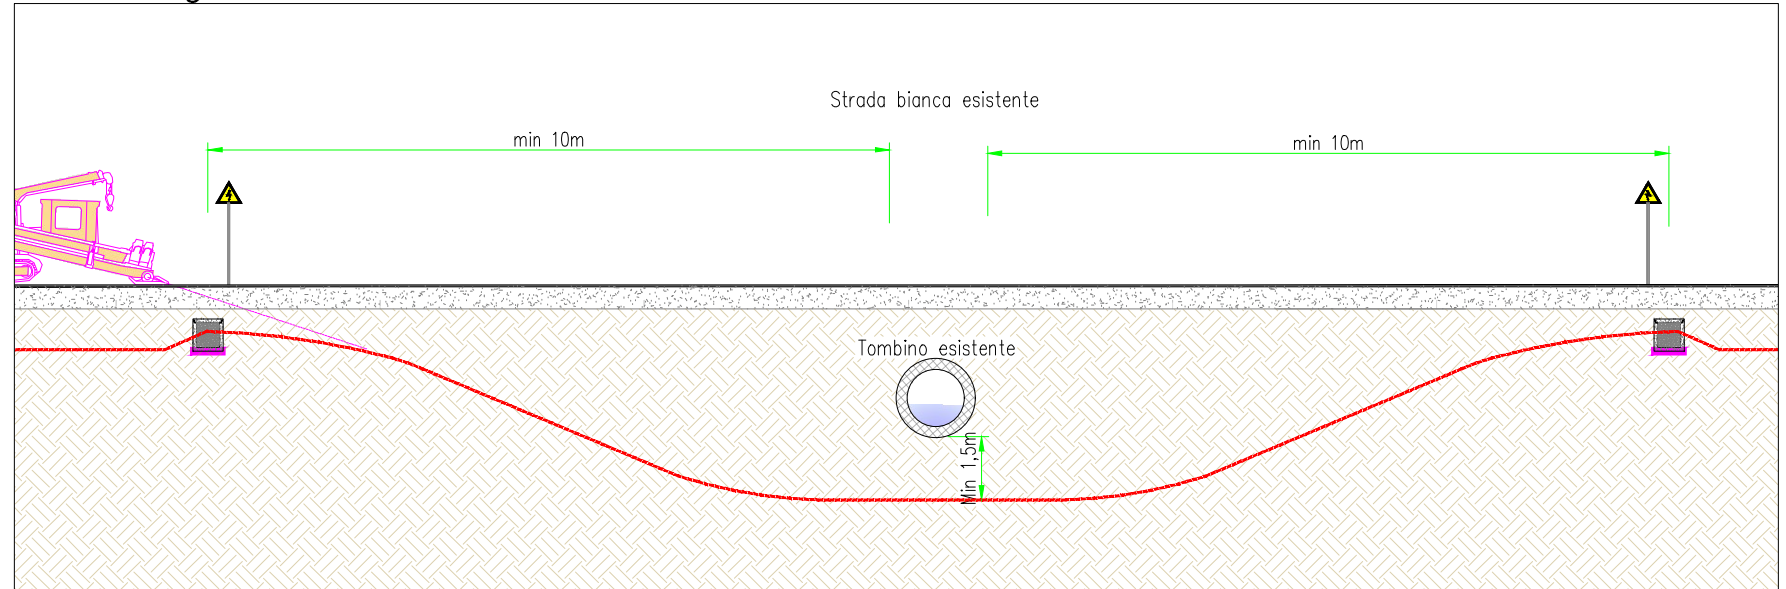 Strada bianca esistente
min 10m
min 10m
Tombino esistente
Min 1,5m